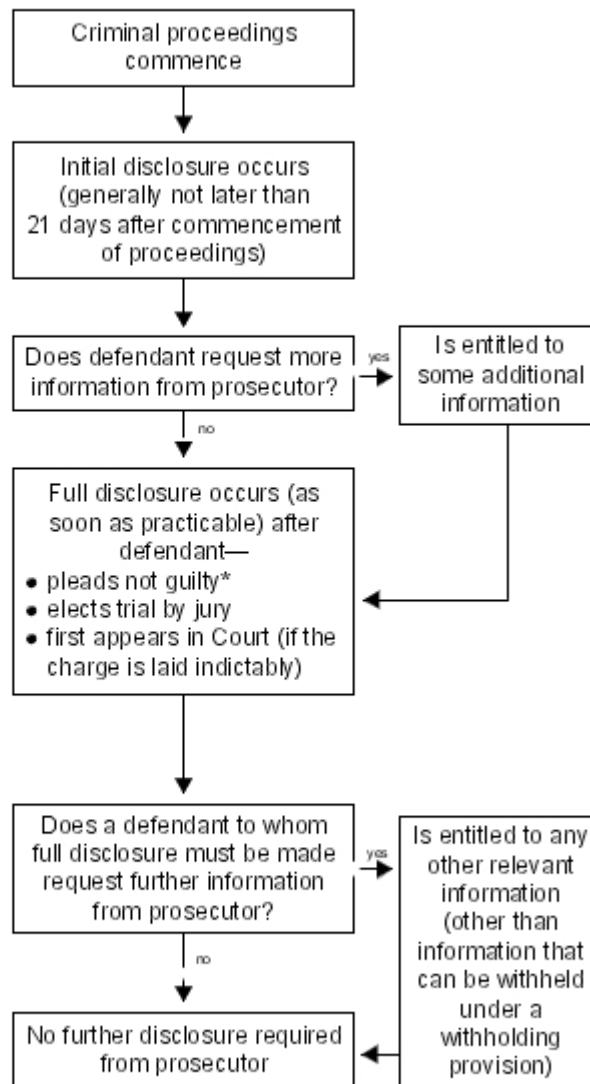 Criminal proceedings
commence
Initial disclosure occurs
(generally not later than
21 days after commencement
of proceedings)
Does defendant request more
information from prosecutor?
yes
Is entitled to
some additional
information
no
Full disclosure occurs (as
soon as practicable) after
defendant—
• pleads not guilty*
• elects trial by jury
• first appears in Court (if the
charge is laid indictably)
Does a defendant to whom
full disclosure must be made
request further information
from prosecutor?
yes
Is entitled to any
other relevant
information
(other than
information that
can be withheld
under a
withholding
provision)
no
No further disclosure required
from prosecutor